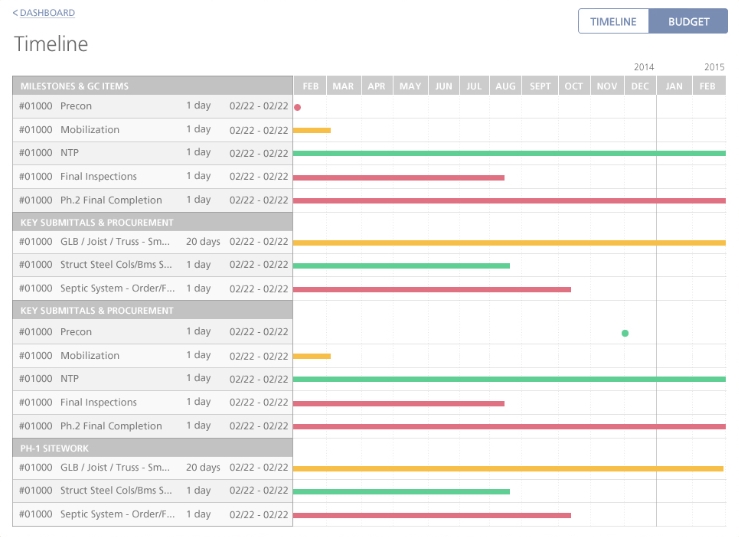 < DASHBOARD
TIMELINE BUDGET
Timeline
2014 2015
MILESTONES & GC ITEMS FEB MAR APR MAY JUN JUL AUG SEPT OCT NOV DEC JAN FEB
#01000 Precon 1 day 02/22 - 02/22
#01000 Mobilization 1 day 02/22 - 02/22
#01000 NTP 1 day 02/22 - 02/22
#01000 Final Inspections 1 day 02/22 - 02/22
#01000 Ph.2 Final Completion 1 day 02/22 - 02/22
KEY SUBMITTALS & PROCUREMENT
#01000 GLB / Joist / Truss - Sm... 20 days 02/22 - 02/22
#01000 Struct Steel Cols/Bms S... 1 day 02/22 - 02/22
#01000 Septic System - Order/F... 1 day 02/22 - 02/22
KEY SUBMITTALS & PROCUREMENT
#01000 Precon 1 day 02/22 - 02/22
#01000 Mobilization 1 day 02/22 - 02/22
#01000 NTP 1 day 02/22 - 02/22
#01000 Final Inspections 1 day 02/22 - 02/22
#01000 Ph.2 Final Completion 1 day 02/22 - 02/22
PH-1 SITEWORK
#01000 GLB / Joist / Truss - Sm... 20 days 02/22 - 02/22
#01000 Struct Steel Cols/Bms S... 1 day 02/22 - 02/22
#01000 Septic System - Order/F... 1 day 02/22 - 02/22